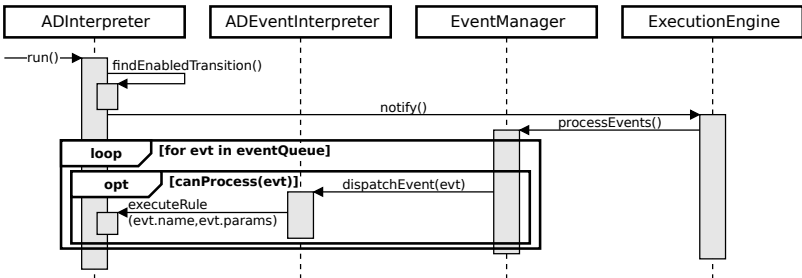 ADInterpreter ADEventInterpreter EventManager ExecutionEngine
run()
findEnabledTransition()
notify()
processEvents()
loop [for evt in eventQueue]
opt [canProcess(evt)]
dispatchEvent(evt)
executeRule
(evt.name,evt.params)